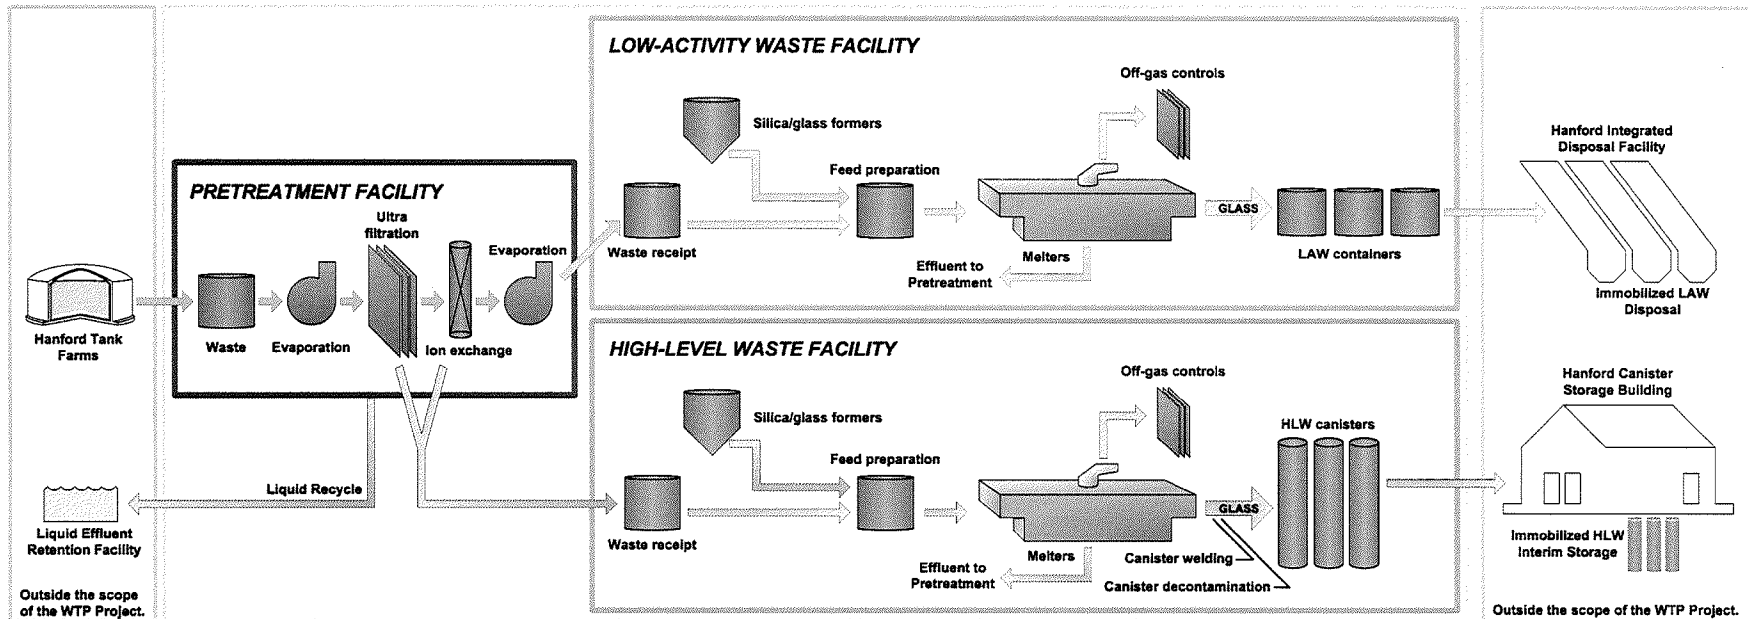 LOW-ACTIVITY WASTE FACILITY
Off-gas controls
Silica/glass formers
Feed preparation
Waste receipt
Effluent to
Pretreatment
Melters
GLASS
LAW containers
PRETREATMENT FACILITY
Ultra
filtration
Evaporation
Waste
Evaporation
Ion exchange
Hanford Tank
Farms
Liquid Recycle
Liquid Effluent
Retention Facility
Outside the scope
of the WTP Project.
HIGH-LEVEL WASTE FACILITY
Off-gas controls
Silica/glass formers
Feed preparation
Waste receipt
Effluent to
Pretreatment
Melters
GLASS
Canister welding
Canister decontamination
HLW canisters
Hanford Integrated
Disposal Facility
Immobilized LAW
Disposal
Hanford Canister
Storage Building
Immobilized HLW
Interim Storage
Outside the scope of the WTP Project.